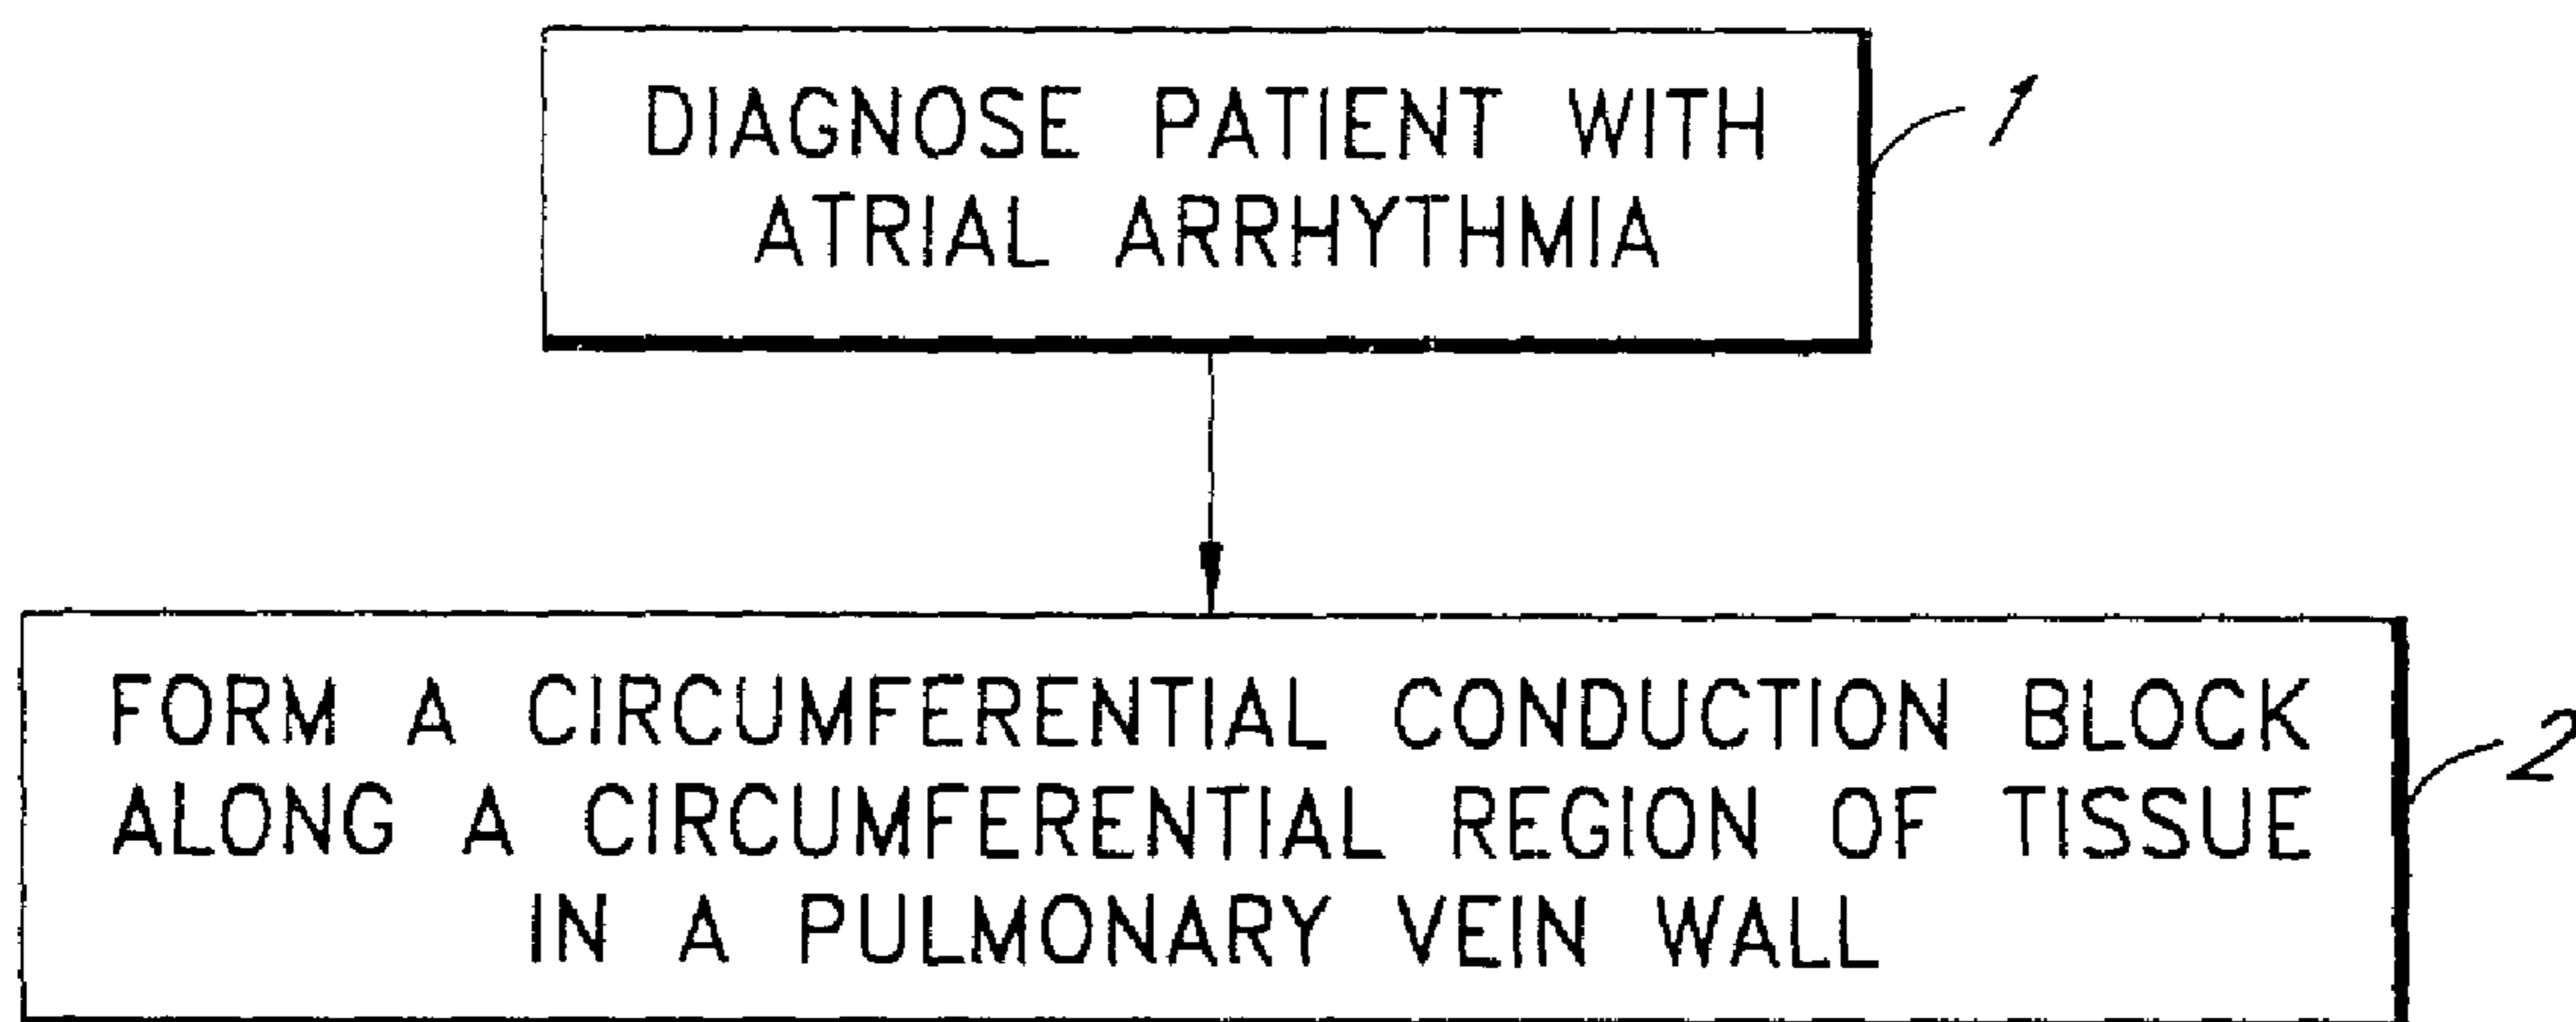 DIAGNOSE PATIENT WITH
ATRIAL ARRHYTHMIA
1
FORM A CIRCUMFERENTIAL CONDUCTION BLOCK
ALONG A CIRCUMFERENTIAL REGION OF TISSUE
IN A PULMONARY VEIN WALL
2